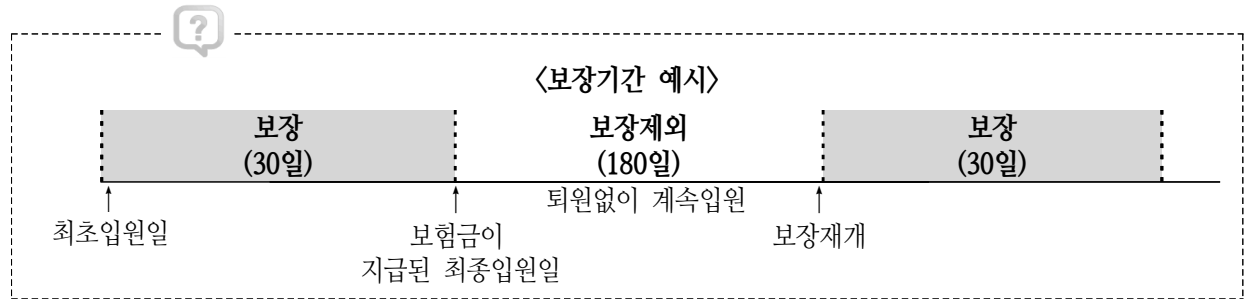 ?
〈보장기간 예시〉
보장 보장제외 보장
(30일) (180일) (30일)
퇴원없이 계속입원
최초입원일 보험금이 보장재개
지급된 최종입원일